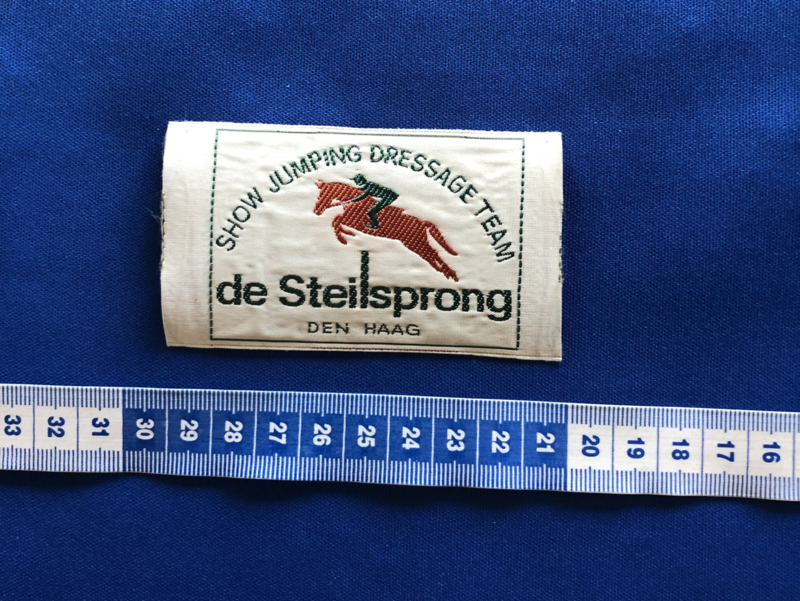 SHOW JUMPING DRESSAGE TEAM
de Steilsprong
DEN HAAG
33 32 31 30 29 28 27 26 25 24 23 22 21 20 19 18 17 16